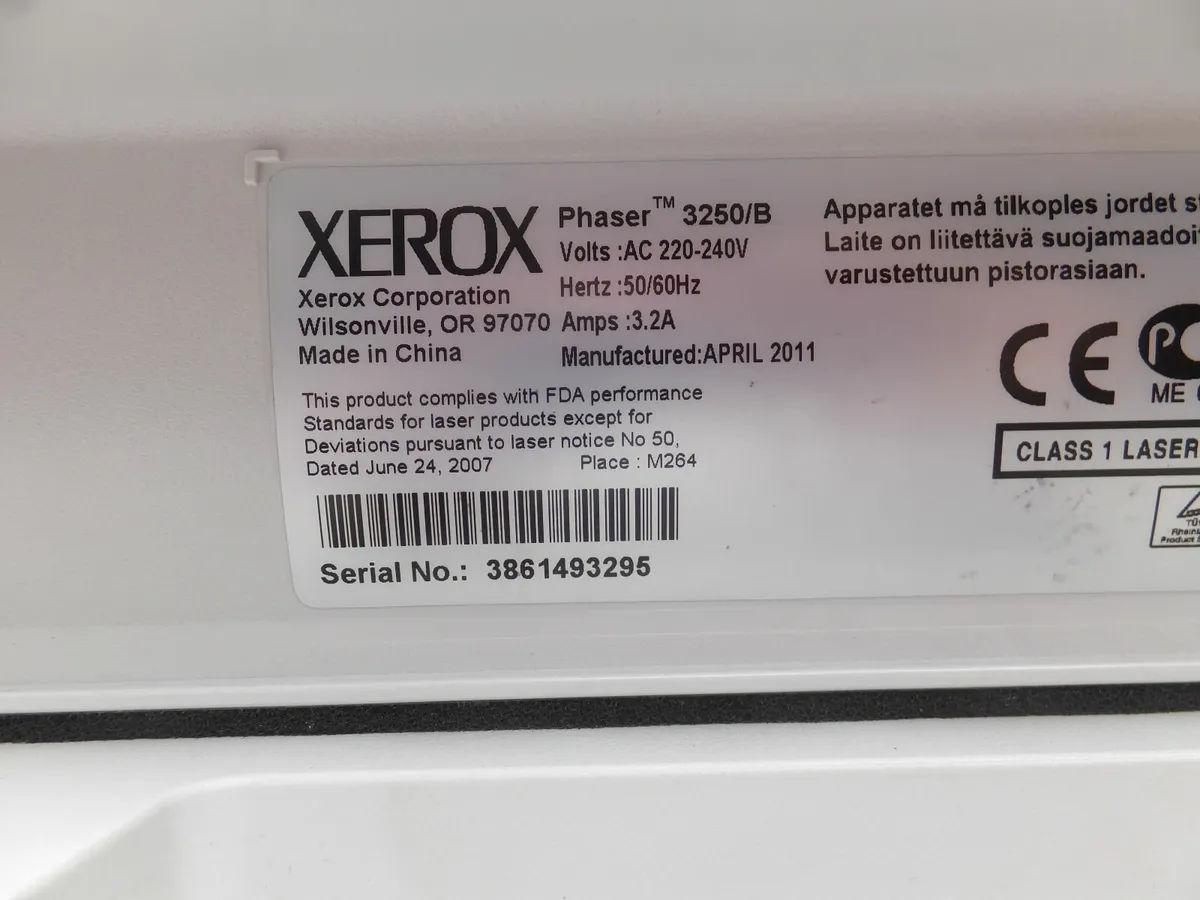 XEROX
Xerox Corporation
Wilsonville, OR 97070
Made in China
Phaser™ 3250/B
Volts :AC 220-240V
Hertz :50/60Hz
Amps :3.2A
Manufactured:APRIL 2011
This product complies with FDA performance
Standards for laser products except for
Deviations pursuant to laser notice No 50,
Dated June 24, 2007 Place : M264
Serial No.: 3861493295
Apparatet må tilkoples jordet
Laite on liitettävä
varustettuun pistorasiaan.
CE
ME
CLASS 1 LASER
Product